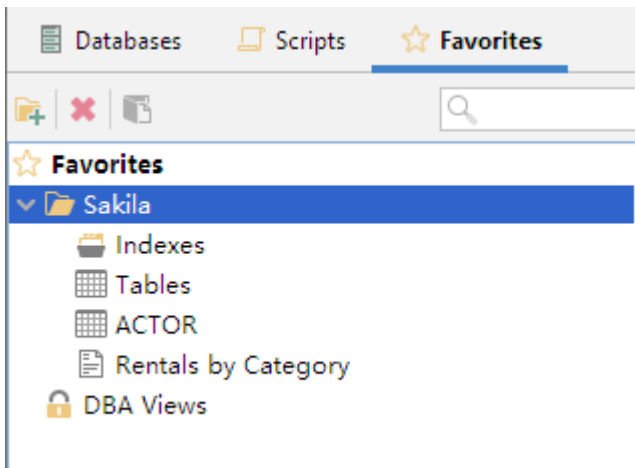 Databases Scripts Favorites
Favorites
Sakila
Indexes
Tables
ACTOR
Rentals by Category
DBA Views